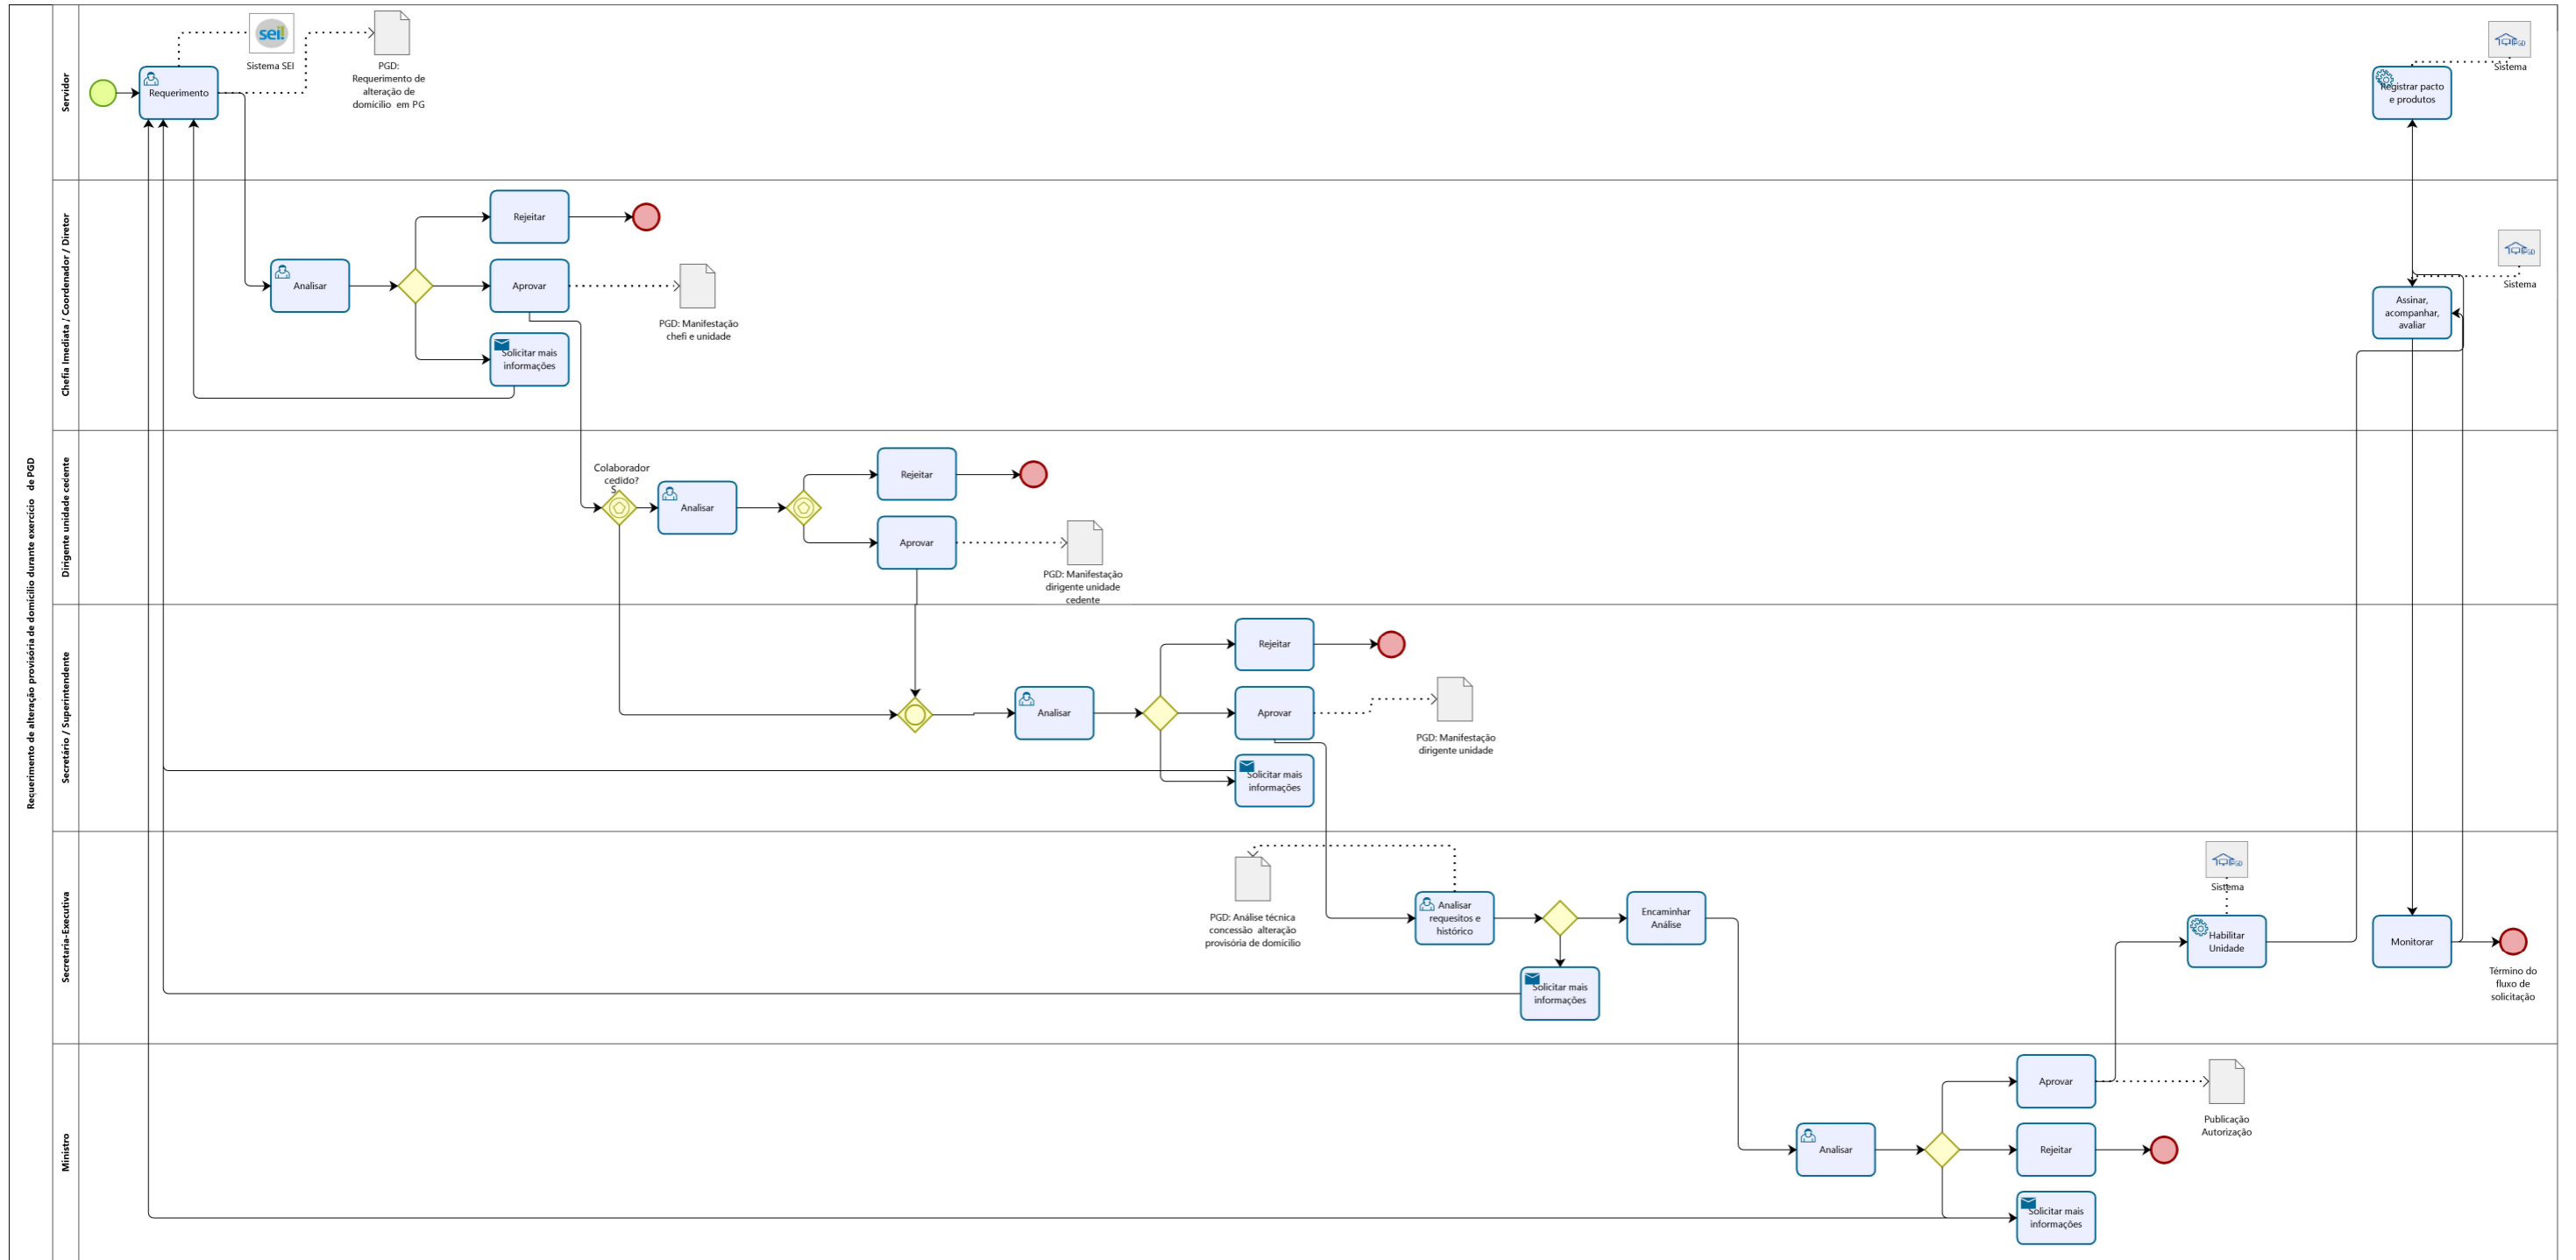 Requerimento de alteração provisória de domicílio durante exercício de PGD
Servidor
sei!
Sistema SEI
PGD:
Requerimento de
alteração de
domicílio em PG
Requerimento
Sistema
Registrar pacto
e produtos
Chefia Imediata / Coordenador / Diretor
Rejeitar
Analisar
Aprovar
PGD: Manifestação
chefi e unidade
Solicitar mais
informações
Sistema
Assinar,
acompanhar,
avaliar
Dirigente unidade cedente
Colaborador
cedido?
S
Analisar
Rejeitar
Aprovar
PGD: Manifestação
dirigente unidade
cedente
Secretário / Superintendente
Rejeitar
Analisar
Aprovar
PGD: Manifestação
dirigente unidade
Solicitar mais
informações
Secretaria-Executiva
PGD: Análise técnica
concessão alteração
provisória de domicílio
Analisar
requesitos e
histórico
Encaminhar
Análise
Solicitar mais
informações
Sistema
Habilitar
Unidade
Monitorar
Término do
fluxo de
solicitação
Ministro
Aprovar
Publicação
Autorização
Analisar
Rejeitar
Solicitar mais
informações